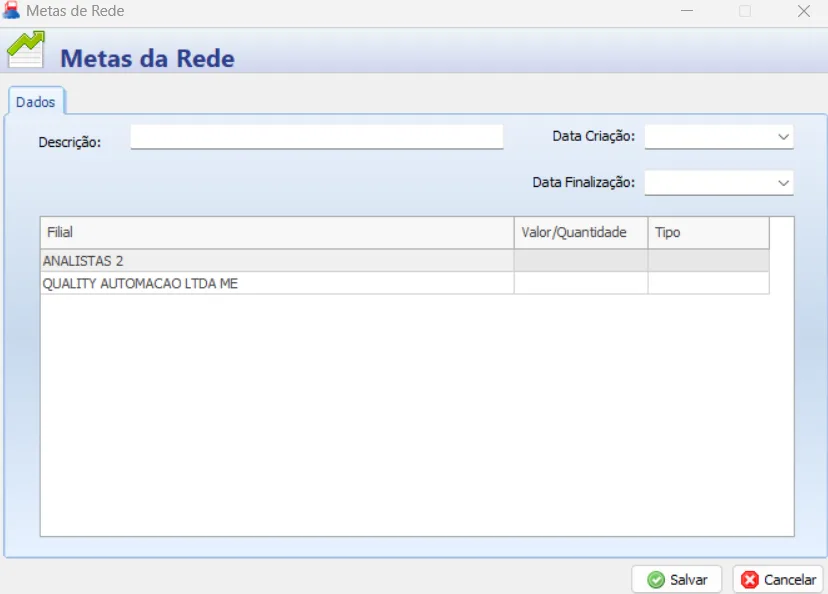 Metas de Rede
Metas da Rede
Dados
Descrição:
Data Criação:
Data Finalização:
Filial Valor/Quantidade Tipo
ANALISTAS 2
QUALITY AUTOMACAO LTDA ME
Salvar Cancelar